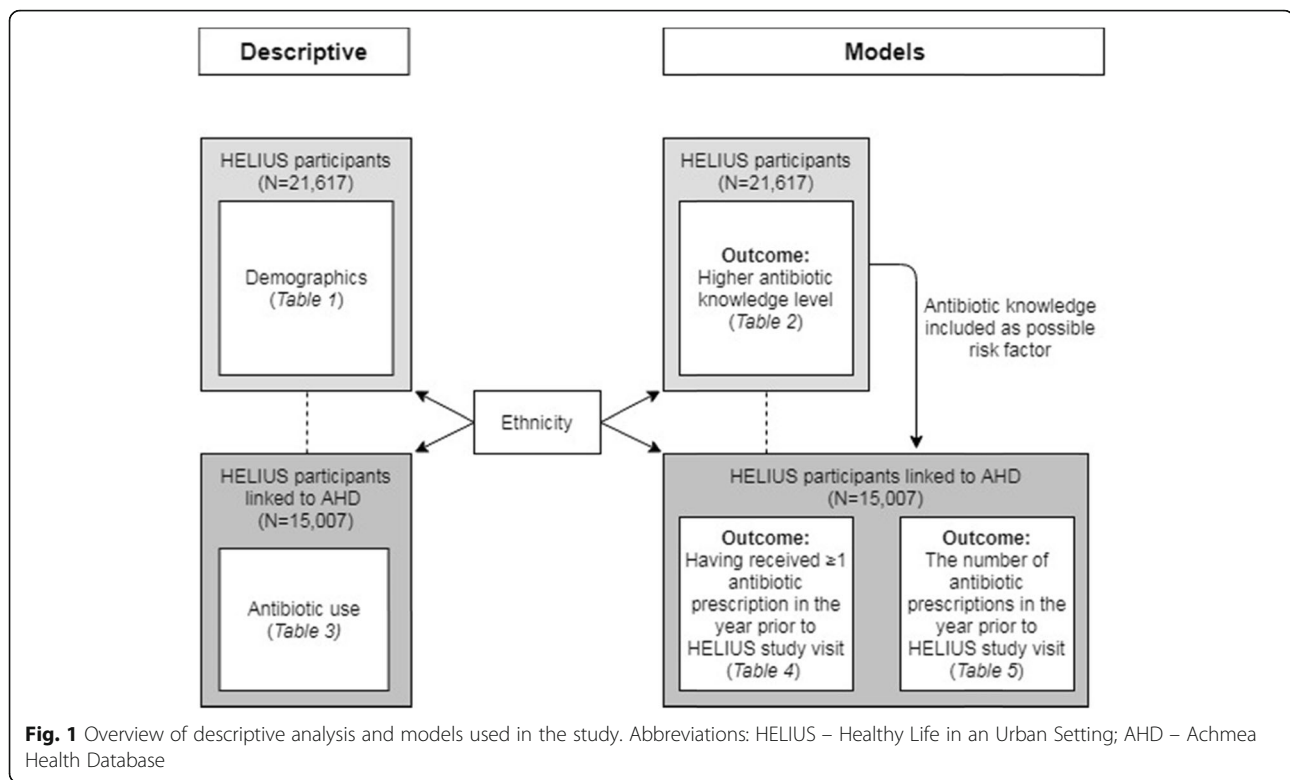 Descriptive
Models
HELIUS participants
(N=21,617)
Demographics
(Table 1)
HELIUS participants
(N=21,617)
Outcome:
Higher antibiotic
knowledge level
(Table 2)
Antibiotic knowledge
included as possible
risk factor
Ethnicity
HELIUS participants
linked to AHD
(N=15,007)
Antibiotic use
(Table 3)
HELIUS participants linked to AHD
(N=15,007)
Outcome:
Having received ≥1
antibiotic
prescription in the
year prior to
HELIUS study visit
(Table 4)
Outcome:
The number of
antibiotic
prescriptions in the
year prior to
HELIUS study visit
(Table 5)
Fig. 1 Overview of descriptive analysis and models used in the study. Abbreviations: HELIUS – Healthy Life in an Urban Setting; AHD – Achmea
Health Database